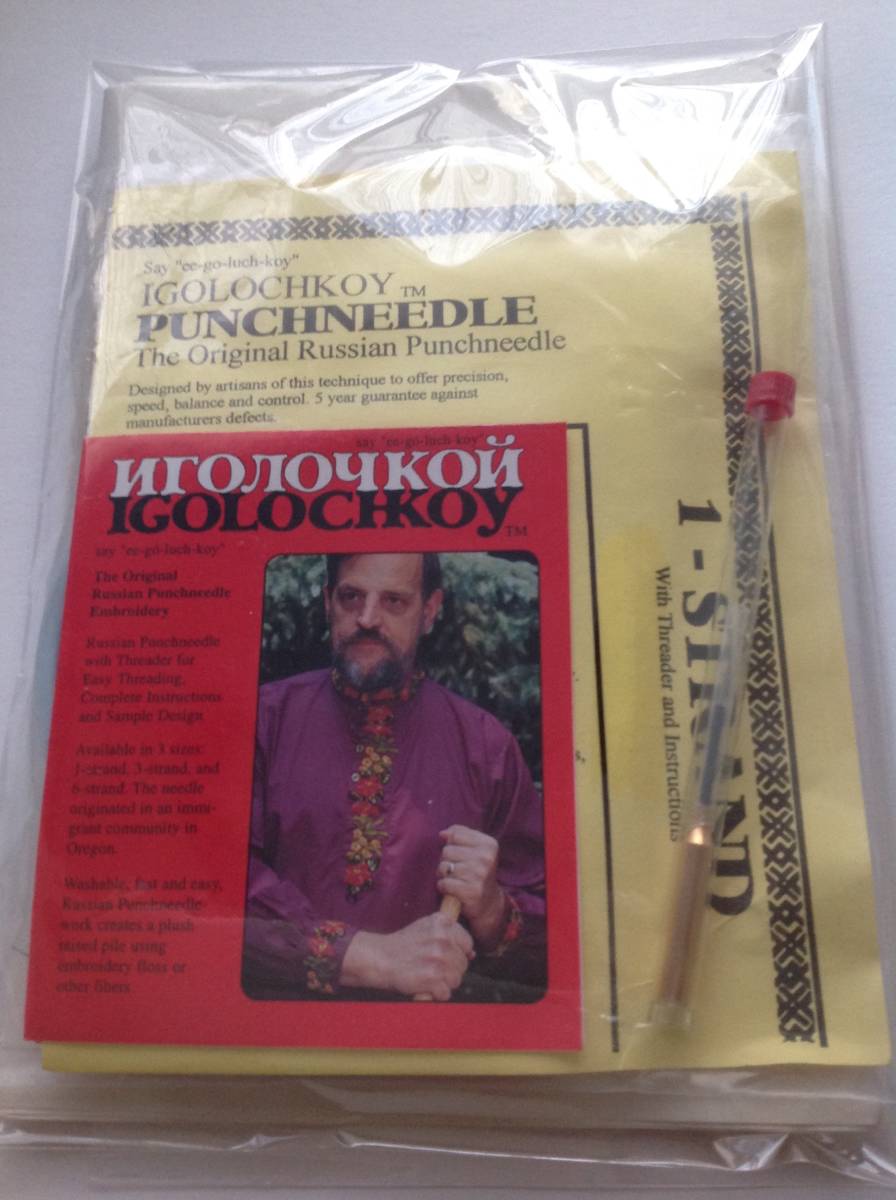 Say "ee-go-luch-koy"
IGOLOCHKOY TM
PUNCHNEEDLE
The Original Russian Punchneedle
Designed by artisans of this technique to offer precision,
speed, balance and control. 5 year guarantee against
manufacturers defects.
say "ee-go-luch-koy"
ИГОЛОЧКОЙ
IGOLOCHKOY
TM
say "ee-go-luch-koy"
The Original
Russian Punchneedle
Embroidery
Russian Punchneedle
with Threader for
Easy Threading,
Complete Instructions
and Sample Design
Available in 3 sizes:
1-strand, 3-strand, and
6-strand. The needle
originated in an immi-
grant community in
Oregon.
Washable, fast and easy,
Russian Punchneedle-
work creates a plush
raised pile using
embroidery floss or
other fibers
1 - STRAND
With Threader and Instructions